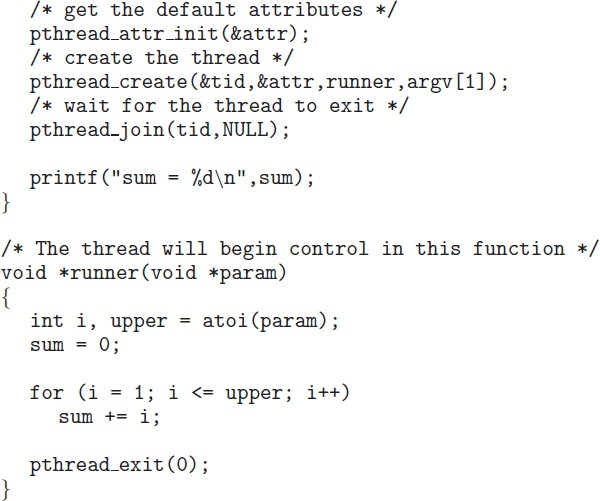 /* get the default attributes */
pthread_attr_init(&attr);
/* create the thread */
pthread_create(&tid,&attr,runner,argv[1]);
/* wait for the thread to exit */
pthread_join(tid,NULL);
printf("sum = %d\n",sum);
}
/* The thread will begin control in this function */
void *runner(void *param)
{
int i, upper = atoi(param);
sum = 0;
for (i = 1; i <= upper; i++)
sum += i;
pthread_exit(0);
}